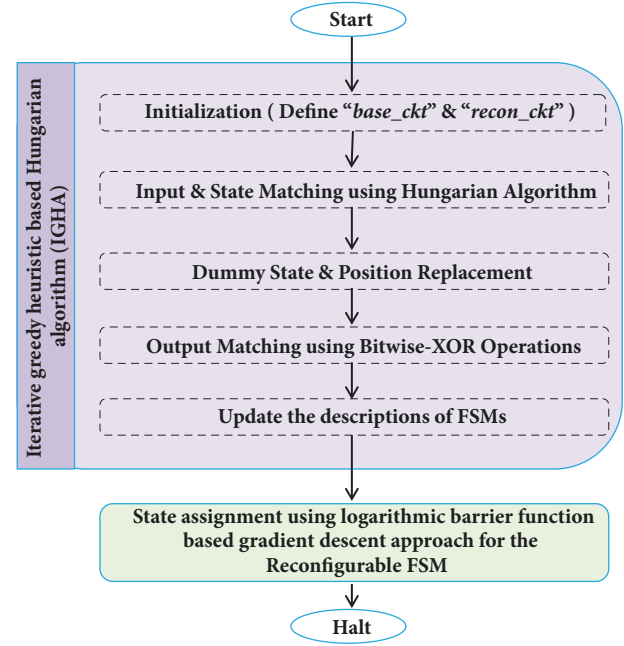 Start
Iterative greedy heuristic based Hungarian
algorithm (IGHA)
Initialization ( Define “base_ckt” & “recon_ckt” )
Input & State Matching using Hungarian Algorithm
Dummy State & Position Replacement
Output Matching using Bitwise-XOR Operations
Update the descriptions of FSMs
State assignment using logarithmic barrier function
based gradient descent approach for the
Reconfigurable FSM
Halt